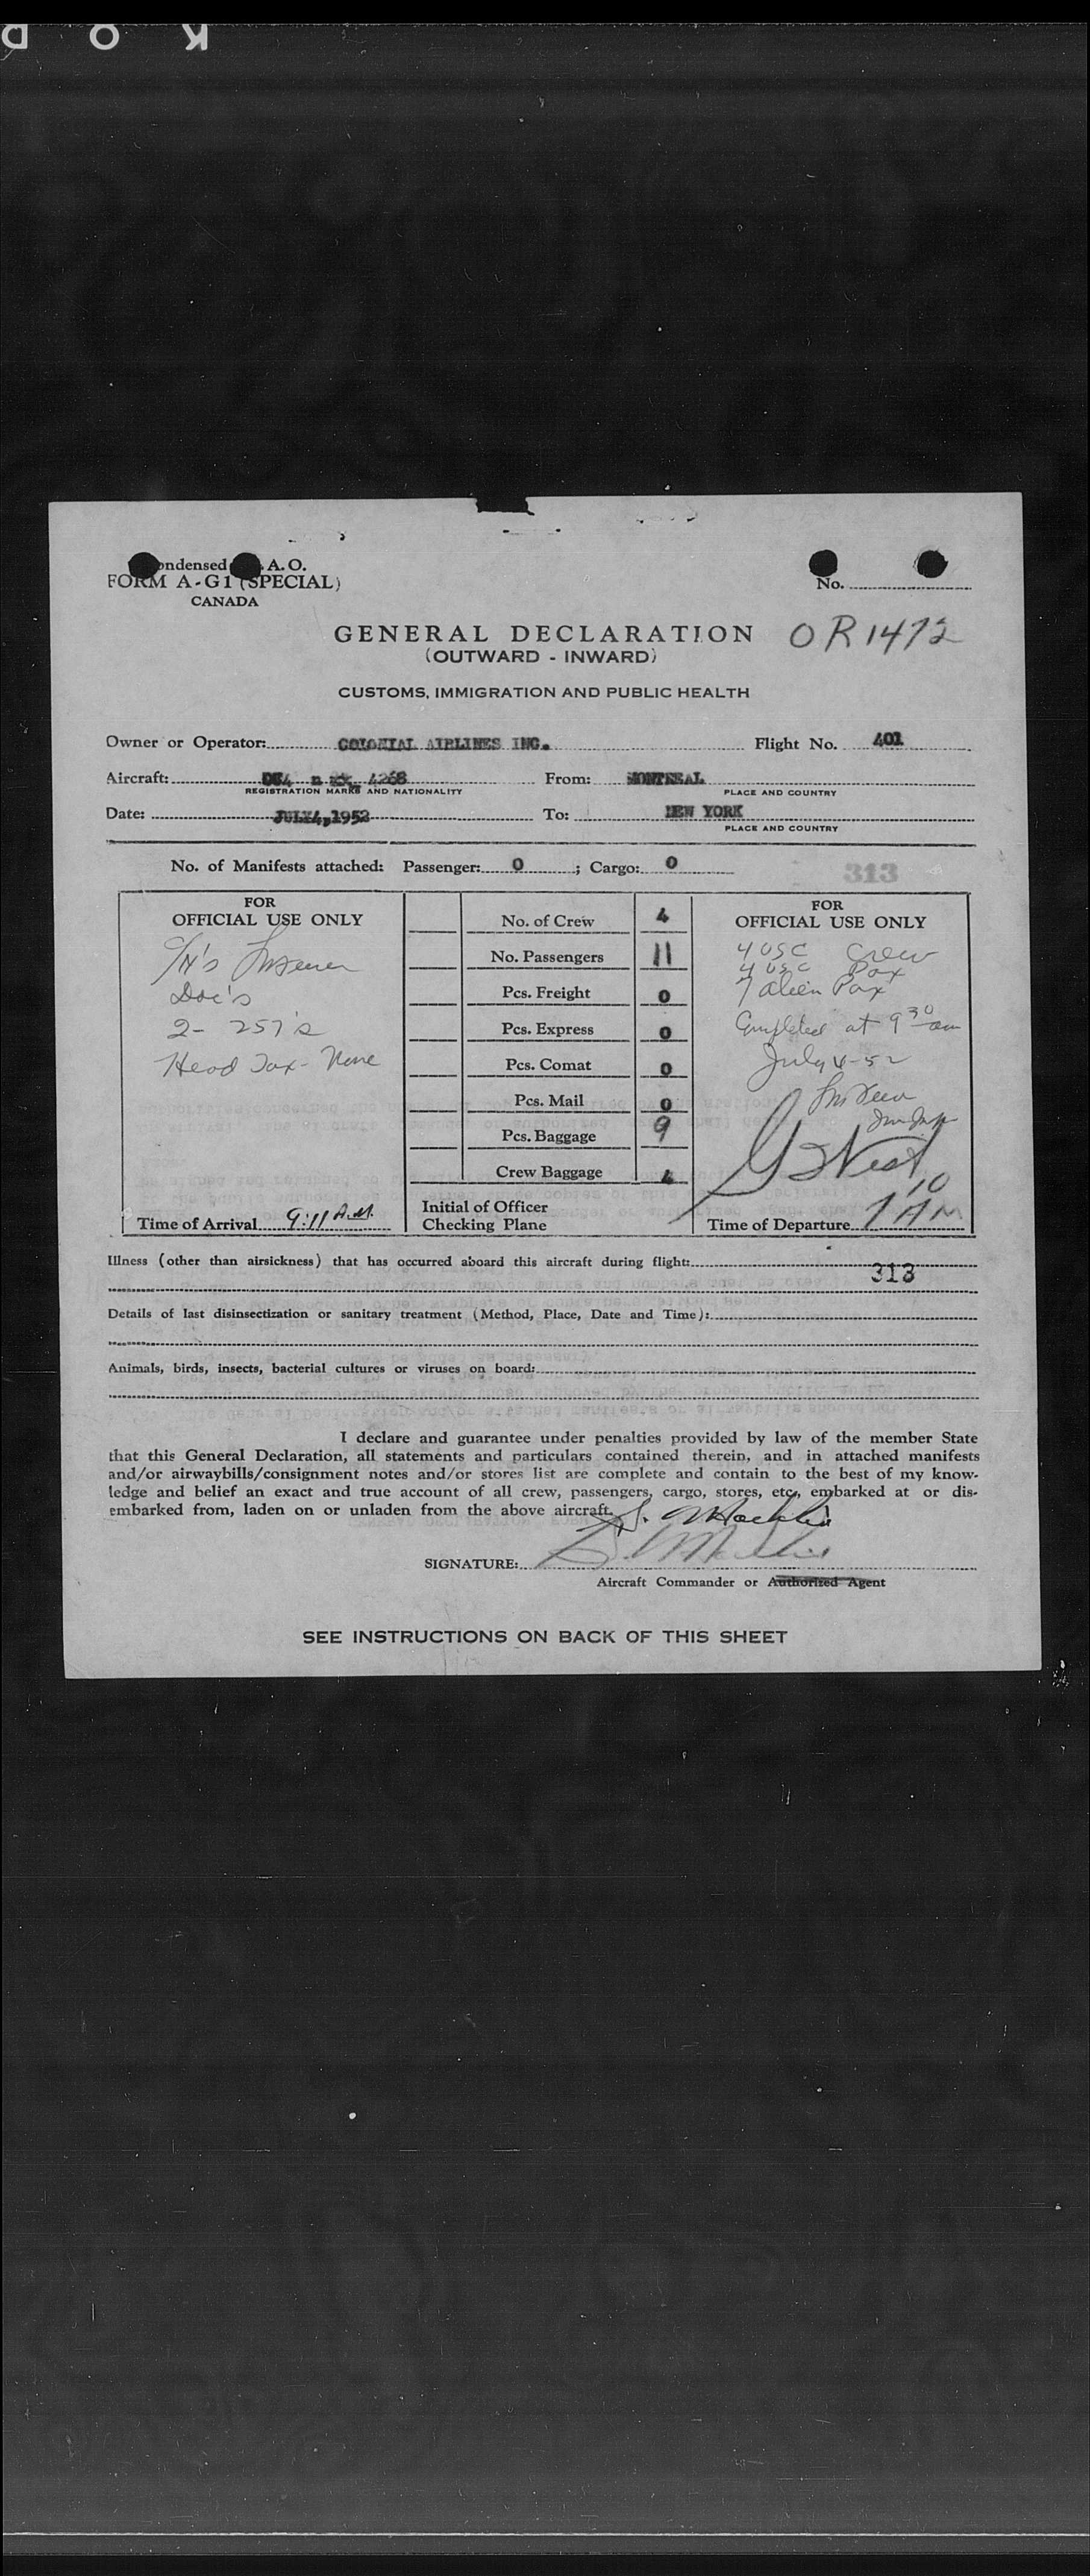 K O D
ondensed A. O.
FORM A-G1 (SPECIAL)
CANADA
No.
GENERAL DECLARATION OR1472
(OUTWARD - INWARD)
CUSTOMS, IMMIGRATION AND PUBLIC HEALTH
Owner or Operator: COLONIAL AIRLINES INC. Flight No. 401
Aircraft: DC4 n 4268 From: MONTREAL
REGISTRATION MARKS AND NATIONALITY PLACE AND COUNTRY
Date: JULY4,1952 To: NEW YORK
PLACE AND COUNTRY
No. of Manifests attached: Passenger: 0 ; Cargo: 0
313
FOR
OFFICIAL USE ONLY
Doc's
2- 257's
Head Tax- None
Time of Arrival 9:11 A.M.
No. of Crew 4
No. Passengers 11
Pcs. Freight 0
Pcs. Express 0
Pcs. Comat 0
Pcs. Mail 0
Pcs. Baggage 9
Crew Baggage 4
Initial of Officer
Checking Plane
FOR
OFFICIAL USE ONLY
4 USC Crew
4 USC Pax
7 alien Pax
Completed at 9 30 am
July 4-52
Time of Departure 7 10 AM
Illness (other than airsickness) that has occurred aboard this aircraft during flight:
313
Details of last disinsectization or sanitary treatment (Method, Place, Date and Time):
Animals, birds, insects, bacterial cultures or viruses on board:
I declare and guarantee under penalties provided by law of the member State
that this General Declaration, all statements and particulars contained therein, and in attached manifests
and/or airwaybills/consignment notes and/or stores list are complete and contain to the best of my know-
ledge and belief an exact and true account of all crew, passengers, cargo, stores, etc., embarked at or dis-
embarked from, laden on or unladen from the above aircraft.
SIGNATURE:
Aircraft Commander or Authorized Agent
SEE INSTRUCTIONS ON BACK OF THIS SHEET